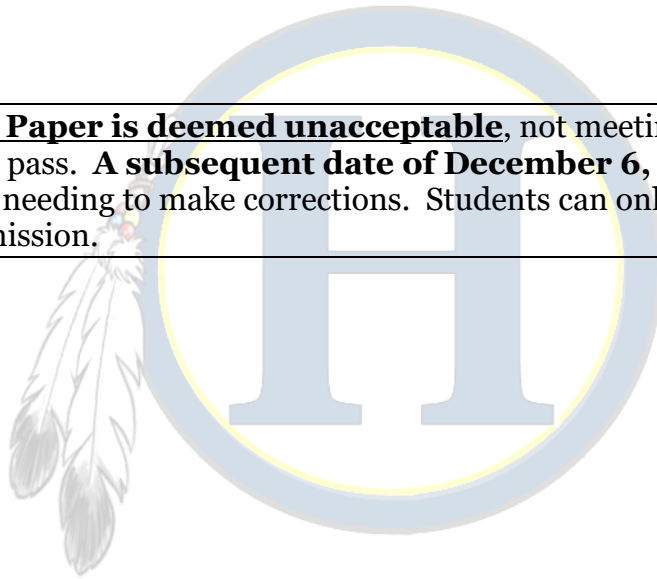 Paper is deemed unacceptable, not meetin
pass. A subsequent date of December 6,
needing to make corrections. Students can onl
nission.
H